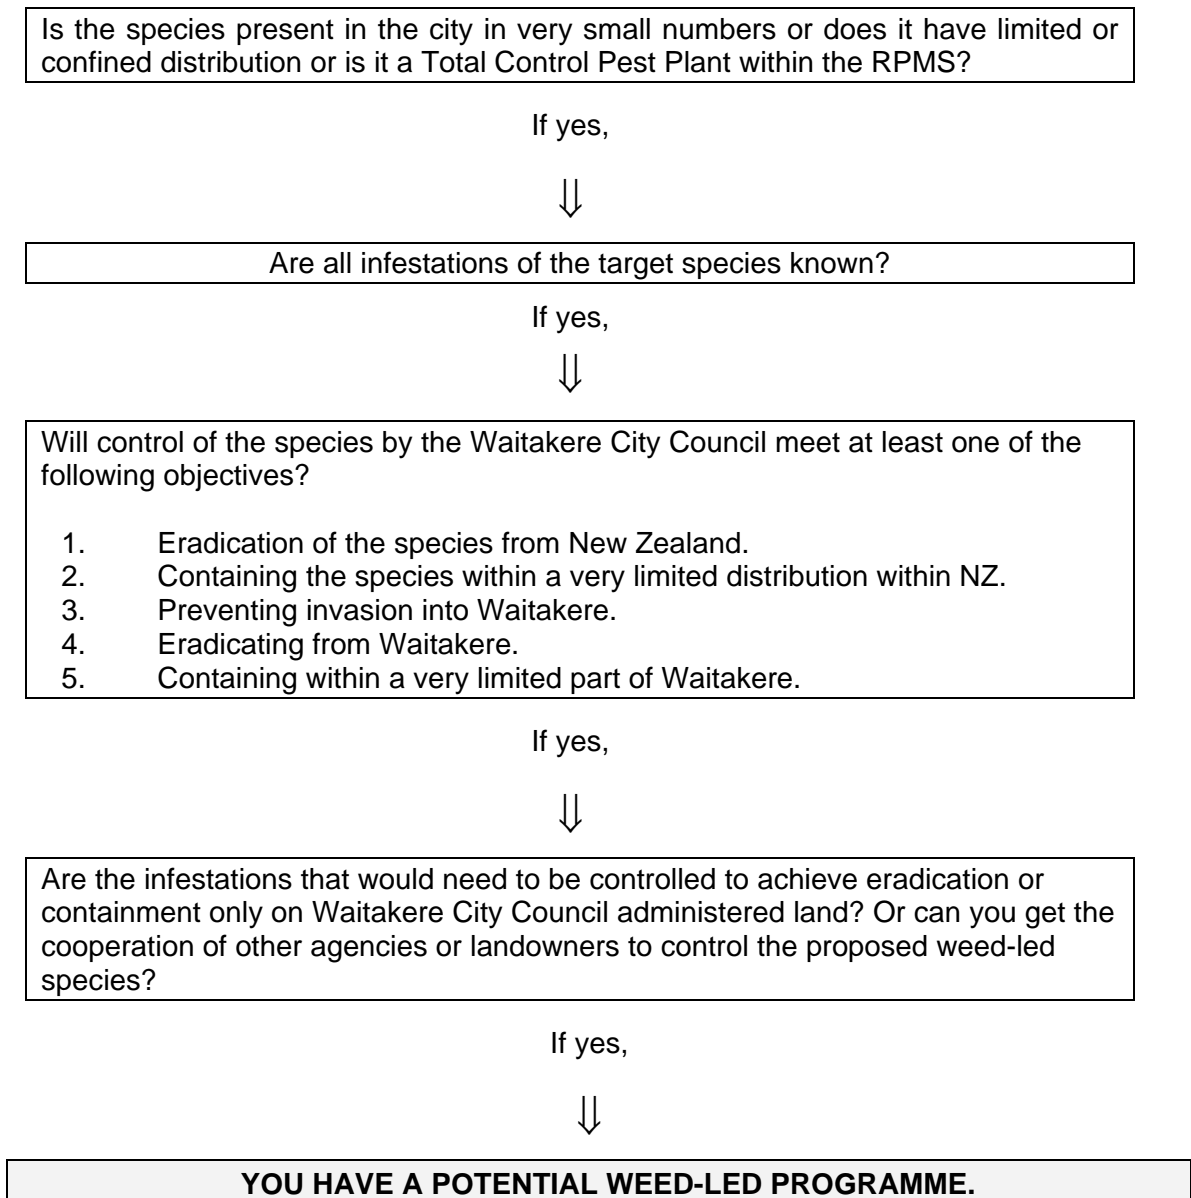 Is the species present in the city in very small numbers or does it have limited or
confined distribution or is it a Total Control Pest Plant within the RPMS?
If yes,
⇓
Are all infestations of the target species known?
If yes,
⇓
Will control of the species by the Waitakere City Council meet at least one of the
following objectives?
1. Eradication of the species from New Zealand.
2. Containing the species within a very limited distribution within NZ.
3. Preventing invasion into Waitakere.
4. Eradicating from Waitakere.
5. Containing within a very limited part of Waitakere.
If yes,
⇓
Are the infestations that would need to be controlled to achieve eradication or
containment only on Waitakere City Council administered land? Or can you get the
cooperation of other agencies or landowners to control the proposed weed-led
species?
If yes,
⇓
YOU HAVE A POTENTIAL WEED-LED PROGRAMME.